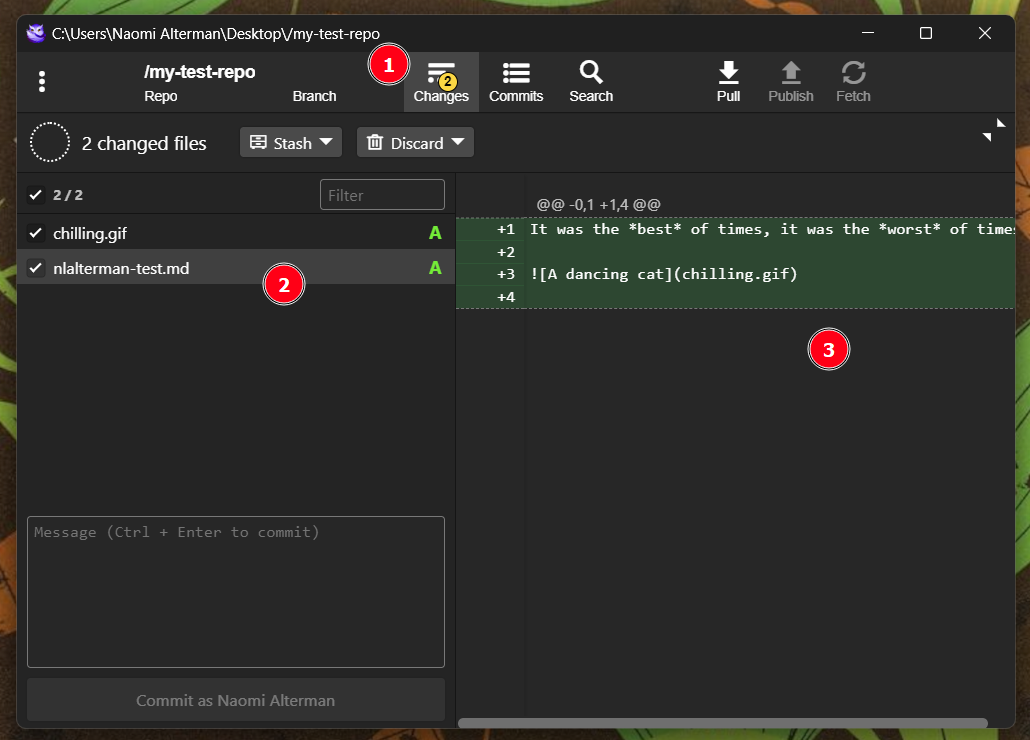 C:\Users\Naomi Alterman\Desktop\/my-test-repo
/my-test-repo
Repo
Branch
1
2
Changes
Commits
Search
Pull
Publish
Fetch
2 changed files
Stash
Discard
2 / 2
Filter
chilling.gif A
nlalterman-test.md A
2
@@ -0,1 +1,4 @@
+1 It was the *best* of times, it was the *worst* of times
+2
+3 ![A dancing cat](chilling.gif)
+4
3
Message (Ctrl + Enter to commit)
Commit as Naomi Alterman